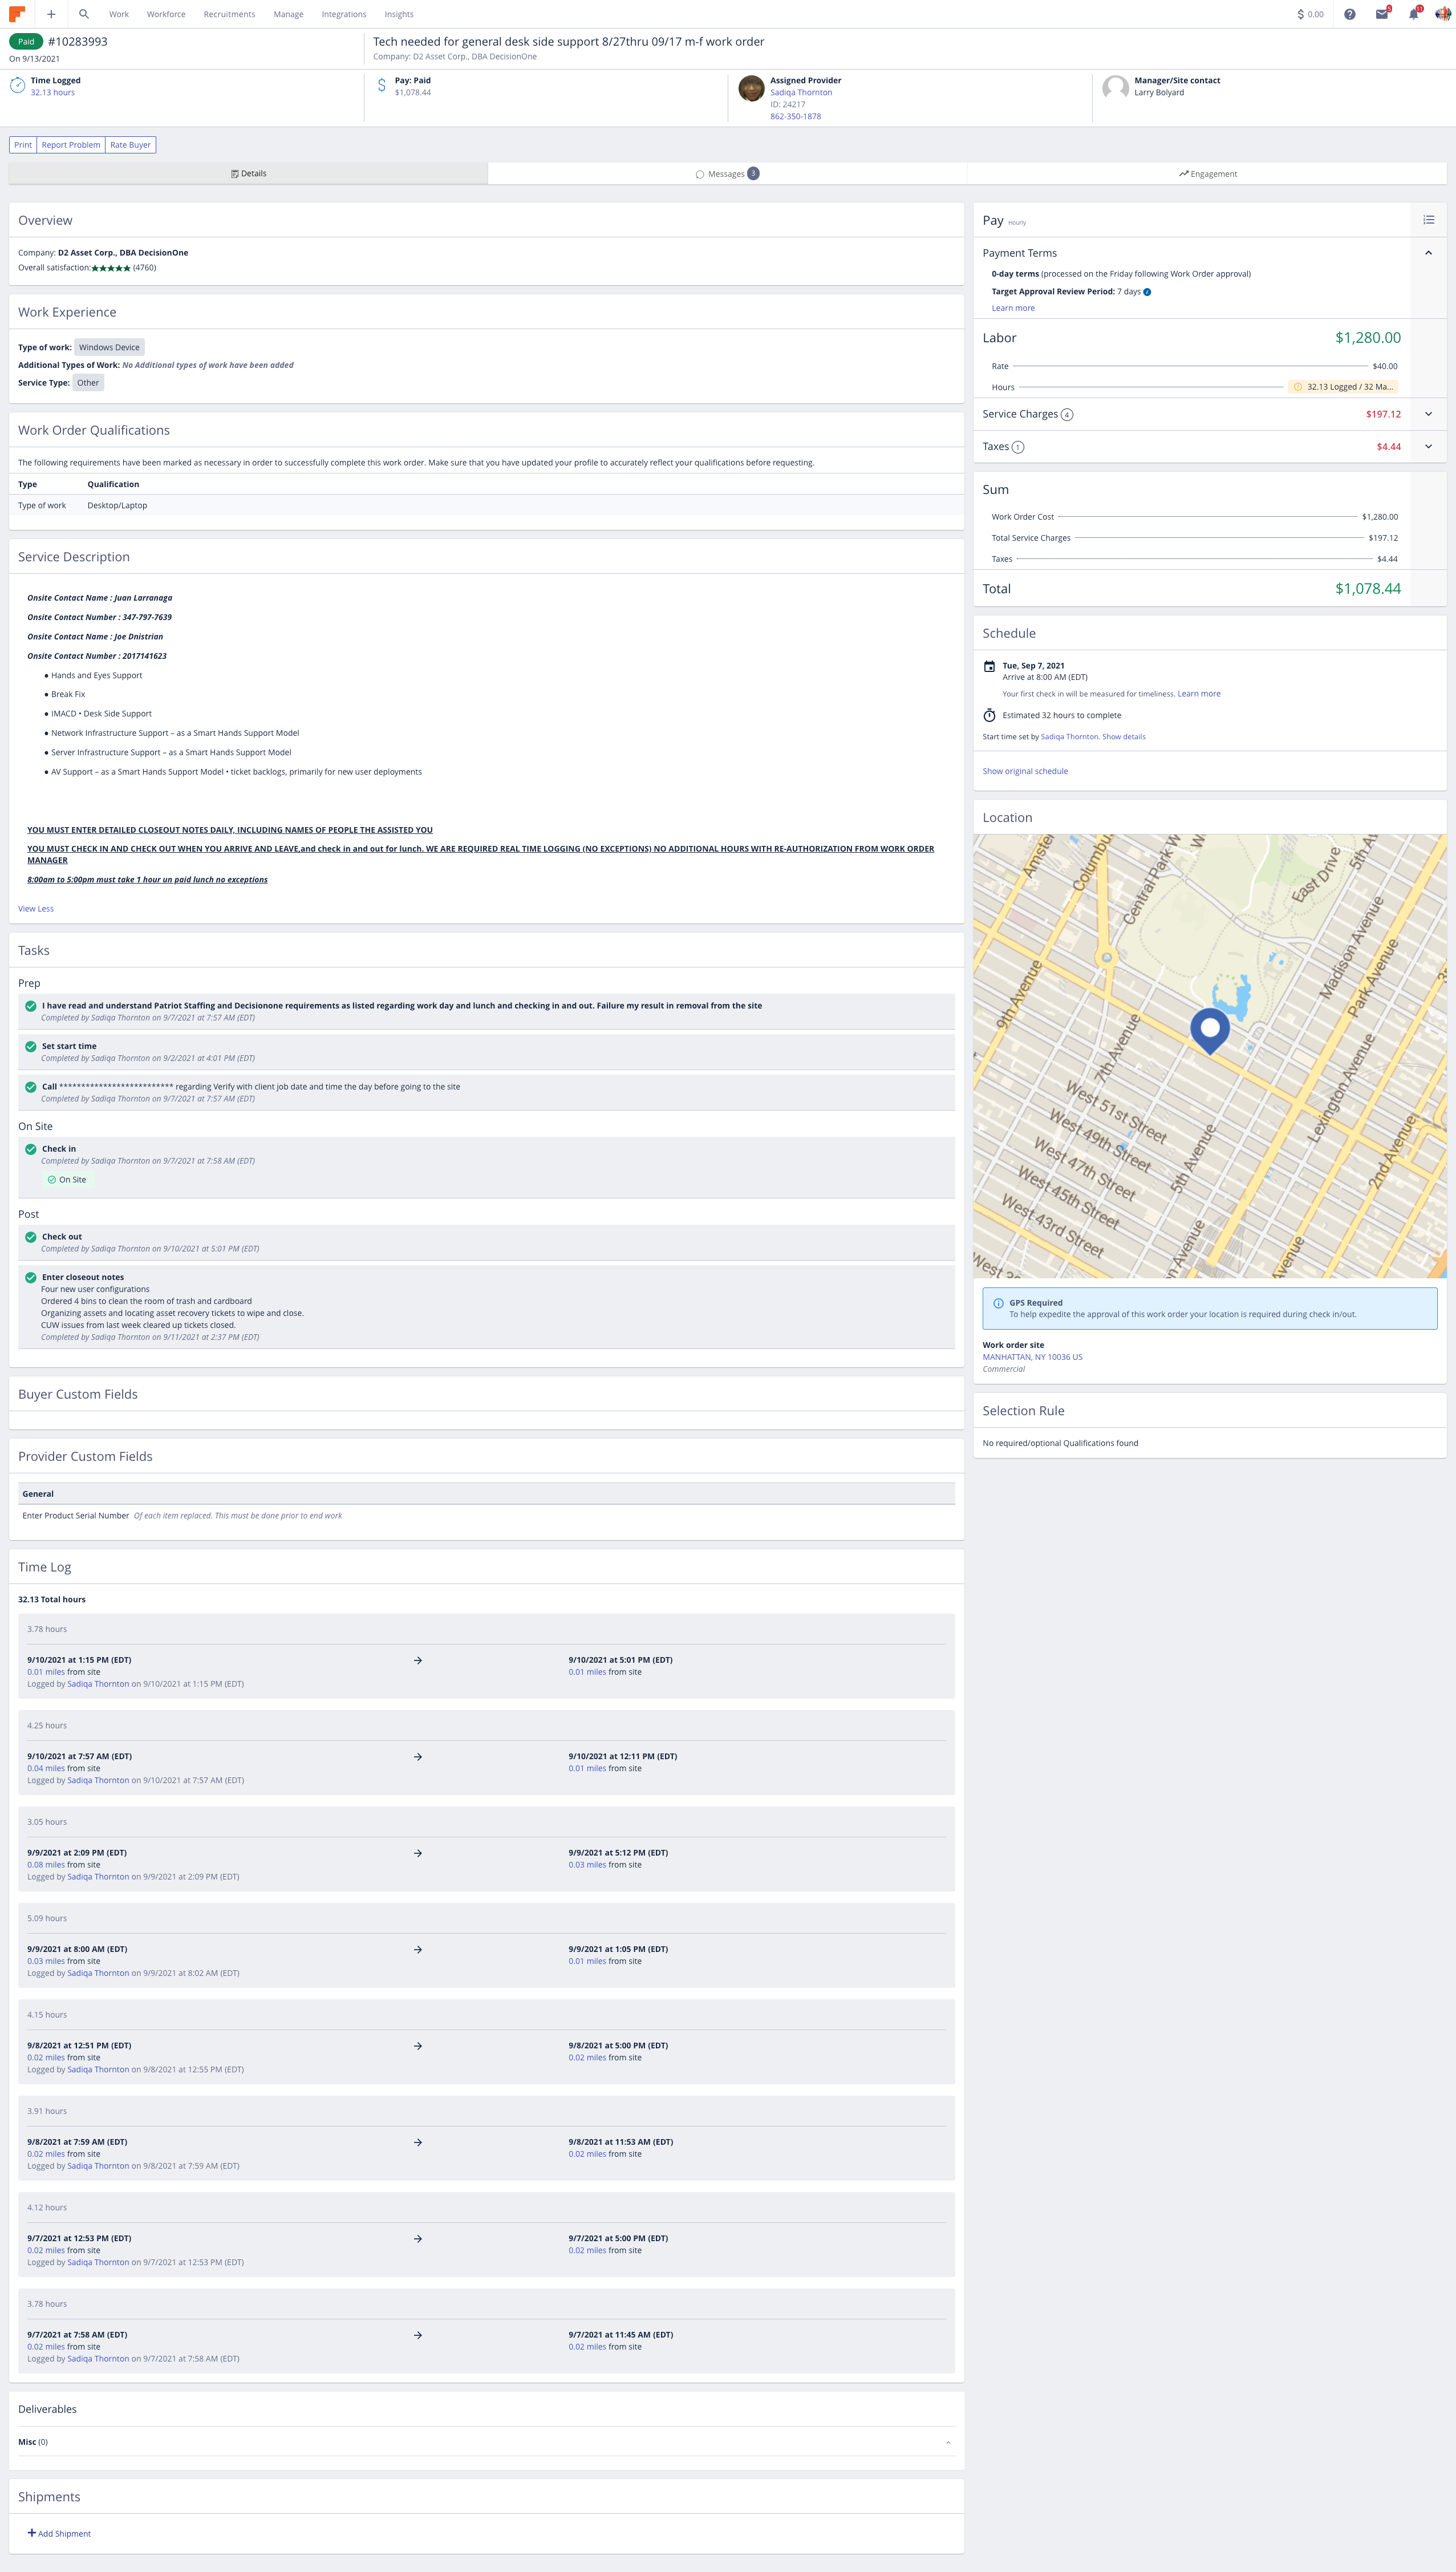 Work Workforce Recruitments Manage Integrations Insights
$ 0.00 5 11
Paid #10283993
On 9/13/2021
Tech needed for general desk side support 8/27thru 09/17 m-f work order
Company: D2 Asset Corp., DBA DecisionOne
Time Logged
32.13 hours
Pay: Paid
$1,078.44
Assigned Provider
Sadiqa Thornton
ID: 24217
862-350-1878
Manager/Site contact
Larry Bolyard
Print Report Problem Rate Buyer
Details Messages 3 Engagement
Overview
Company: D2 Asset Corp., DBA DecisionOne
Overall satisfaction:★★★★★ (4760)
Work Experience
Type of work: Windows Device
Additional Types of Work: No Additional types of work have been added
Service Type: Other
Work Order Qualifications
The following requirements have been marked as necessary in order to successfully complete this work order. Make sure that you have updated your profile to accurately reflect your qualifications before requesting.
Type Qualification
Type of work Desktop/Laptop
Service Description
Onsite Contact Name : Juan Larranaga
Onsite Contact Number : 347-797-7639
Onsite Contact Name : Joe Dnistrian
Onsite Contact Number : 2017141623
● Hands and Eyes Support
● Break Fix
● IMACD • Desk Side Support
● Network Infrastructure Support – as a Smart Hands Support Model
● Server Infrastructure Support – as a Smart Hands Support Model
● AV Support – as a Smart Hands Support Model • ticket backlogs, primarily for new user deployments
YOU MUST ENTER DETAILED CLOSEOUT NOTES DAILY, INCLUDING NAMES OF PEOPLE THE ASSISTED YOU
YOU MUST CHECK IN AND CHECK OUT WHEN YOU ARRIVE AND LEAVE,and check in and out for lunch. WE ARE REQUIRED REAL TIME LOGGING (NO EXCEPTIONS) NO ADDITIONAL HOURS WITH RE-AUTHORIZATION FROM WORK ORDER
MANAGER
8:00am to 5:00pm must take 1 hour un paid lunch no exceptions
View Less
Tasks
Prep
I have read and understand Patriot Staffing and Decisionone requirements as listed regarding work day and lunch and checking in and out. Failure my result in removal from the site
Completed by Sadiqa Thornton on 9/7/2021 at 7:57 AM (EDT)
Set start time
Completed by Sadiqa Thornton on 9/2/2021 at 4:01 PM (EDT)
Call ************************** regarding Verify with client job date and time the day before going to the site
Completed by Sadiqa Thornton on 9/7/2021 at 7:57 AM (EDT)
On Site
Check in
Completed by Sadiqa Thornton on 9/7/2021 at 7:58 AM (EDT)
On Site
Post
Check out
Completed by Sadiqa Thornton on 9/10/2021 at 5:01 PM (EDT)
Enter closeout notes
Four new user configurations
Ordered 4 bins to clean the room of trash and cardboard
Organizing assets and locating asset recovery tickets to wipe and close.
CUW issues from last week cleared up tickets closed.
Completed by Sadiqa Thornton on 9/11/2021 at 2:37 PM (EDT)
Buyer Custom Fields
Provider Custom Fields
General
Enter Product Serial Number Of each item replaced. This must be done prior to end work
Time Log
32.13 Total hours
3.78 hours
9/10/2021 at 1:15 PM (EDT) → 9/10/2021 at 5:01 PM (EDT)
0.01 miles from site 0.01 miles from site
Logged by Sadiqa Thornton on 9/10/2021 at 1:15 PM (EDT)
4.25 hours
9/10/2021 at 7:57 AM (EDT) → 9/10/2021 at 12:11 PM (EDT)
0.04 miles from site 0.01 miles from site
Logged by Sadiqa Thornton on 9/10/2021 at 7:57 AM (EDT)
3.05 hours
9/9/2021 at 2:09 PM (EDT) → 9/9/2021 at 5:12 PM (EDT)
0.08 miles from site 0.03 miles from site
Logged by Sadiqa Thornton on 9/9/2021 at 2:09 PM (EDT)
5.09 hours
9/9/2021 at 8:00 AM (EDT) → 9/9/2021 at 1:05 PM (EDT)
0.03 miles from site 0.01 miles from site
Logged by Sadiqa Thornton on 9/9/2021 at 8:02 AM (EDT)
4.15 hours
9/8/2021 at 12:51 PM (EDT) → 9/8/2021 at 5:00 PM (EDT)
0.02 miles from site 0.02 miles from site
Logged by Sadiqa Thornton on 9/8/2021 at 12:55 PM (EDT)
3.91 hours
9/8/2021 at 7:59 AM (EDT) → 9/8/2021 at 11:53 AM (EDT)
0.02 miles from site 0.02 miles from site
Logged by Sadiqa Thornton on 9/8/2021 at 7:59 AM (EDT)
4.12 hours
9/7/2021 at 12:53 PM (EDT) → 9/7/2021 at 5:00 PM (EDT)
0.02 miles from site 0.02 miles from site
Logged by Sadiqa Thornton on 9/7/2021 at 12:53 PM (EDT)
3.78 hours
9/7/2021 at 7:58 AM (EDT) → 9/7/2021 at 11:45 AM (EDT)
0.02 miles from site 0.02 miles from site
Logged by Sadiqa Thornton on 9/7/2021 at 7:58 AM (EDT)
Deliverables
Misc (0)
Shipments
+ Add Shipment
Pay Hourly
Payment Terms
0-day terms (processed on the Friday following Work Order approval)
Target Approval Review Period: 7 days
Learn more
Labor $1,280.00
Rate $40.00
Hours 32.13 Logged / 32 Ma...
Service Charges 4 $197.12
Taxes 1 $4.44
Sum
Work Order Cost $1,280.00
Total Service Charges $197.12
Taxes $4.44
Total $1,078.44
Schedule
Tue, Sep 7, 2021
Arrive at 8:00 AM (EDT)
Your first check in will be measured for timeliness. Learn more
Estimated 32 hours to complete
Start time set by Sadiqa Thornton. Show details
Show original schedule
Location
Amster
Columbu
Central Park W
W
East Drive
5th A
9th Avenue
Madison Avenue
Park Avenue
7th Avenue
West 51st Street
West 49th Street
West 47th Street
West 45th Street
West 43rd Street
5th Avenue
Lexington Avenue
2nd Avenue
n Avenue
Avenue
GPS Required
To help expedite the approval of this work order your location is required during check in/out.
Work order site
MANHATTAN, NY 10036 US
Commercial
Selection Rule
No required/optional Qualifications found